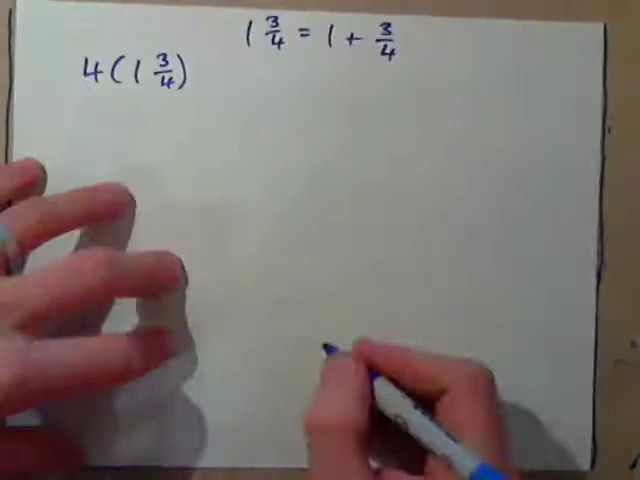 1 3/4 = 1 + 3/4
4(1 3/4)